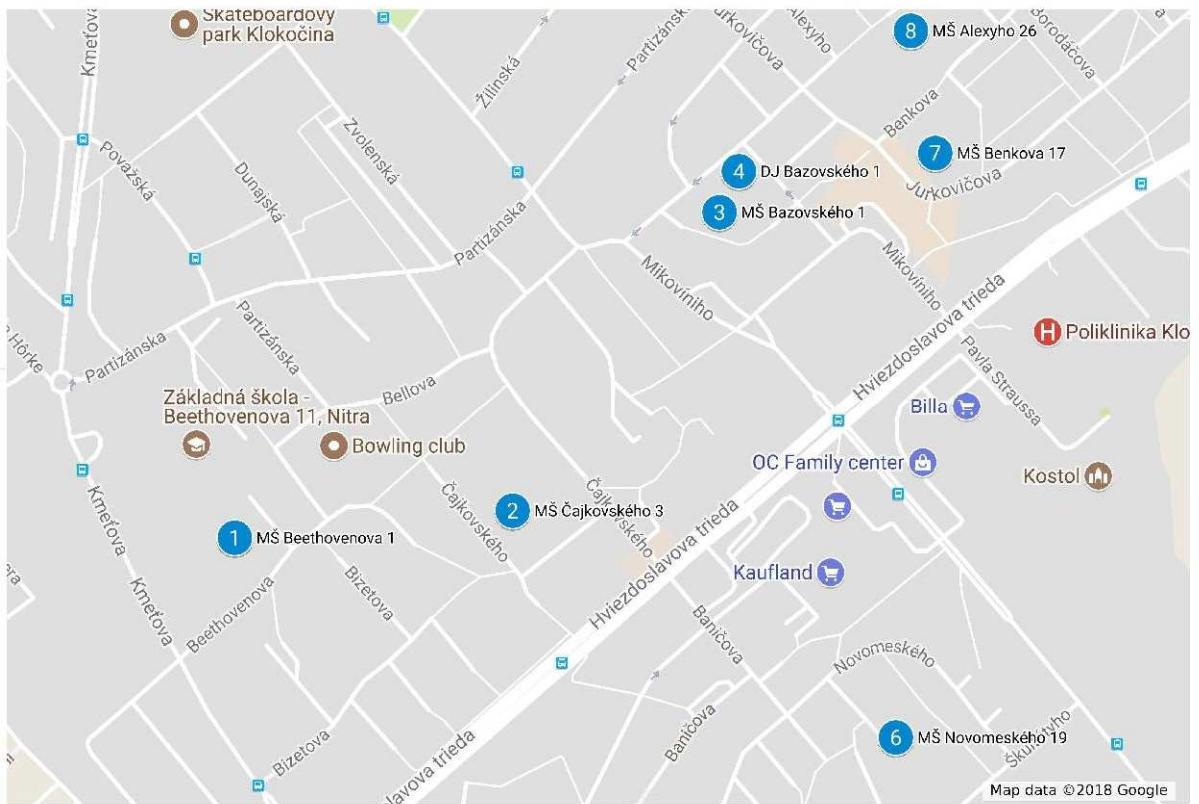 Skateboardový
park Klokočina
Kmeťova
Žilinská
Partizánska
Jurkovičova
Alexyho
8 MŠ Alexyho 26
Borodáčova
Benkova
7 MŠ Benkova 17
Jurkovičova
4 DJ Bazovského 1
3 MŠ Bazovského 1
Zvolenská
Považská
Dunajská
Partizánska
Mikovíniho
Mikovíniho
Hviezdoslavova trieda
H Poliklinika Klo
Pavla Straussa
Partizánska
Partizánska
Hôrke
Bellova
Základná škola -
Beethovenova 11, Nitra
Bowling club
Billa
OC Family center
Kostol
Kaufland
Kmeťova
Kmeťova
1 MŠ Beethovenova 1
2 MŠ Čajkovského 3
Čajkovského
Čajkovského
Hviezdoslavova trieda
Beethovenova
Bizetova
Bizetova
Baničova
Baničova
Novomeského
6 MŠ Novomeského 19
avova trieda
Map data ©2018 Google